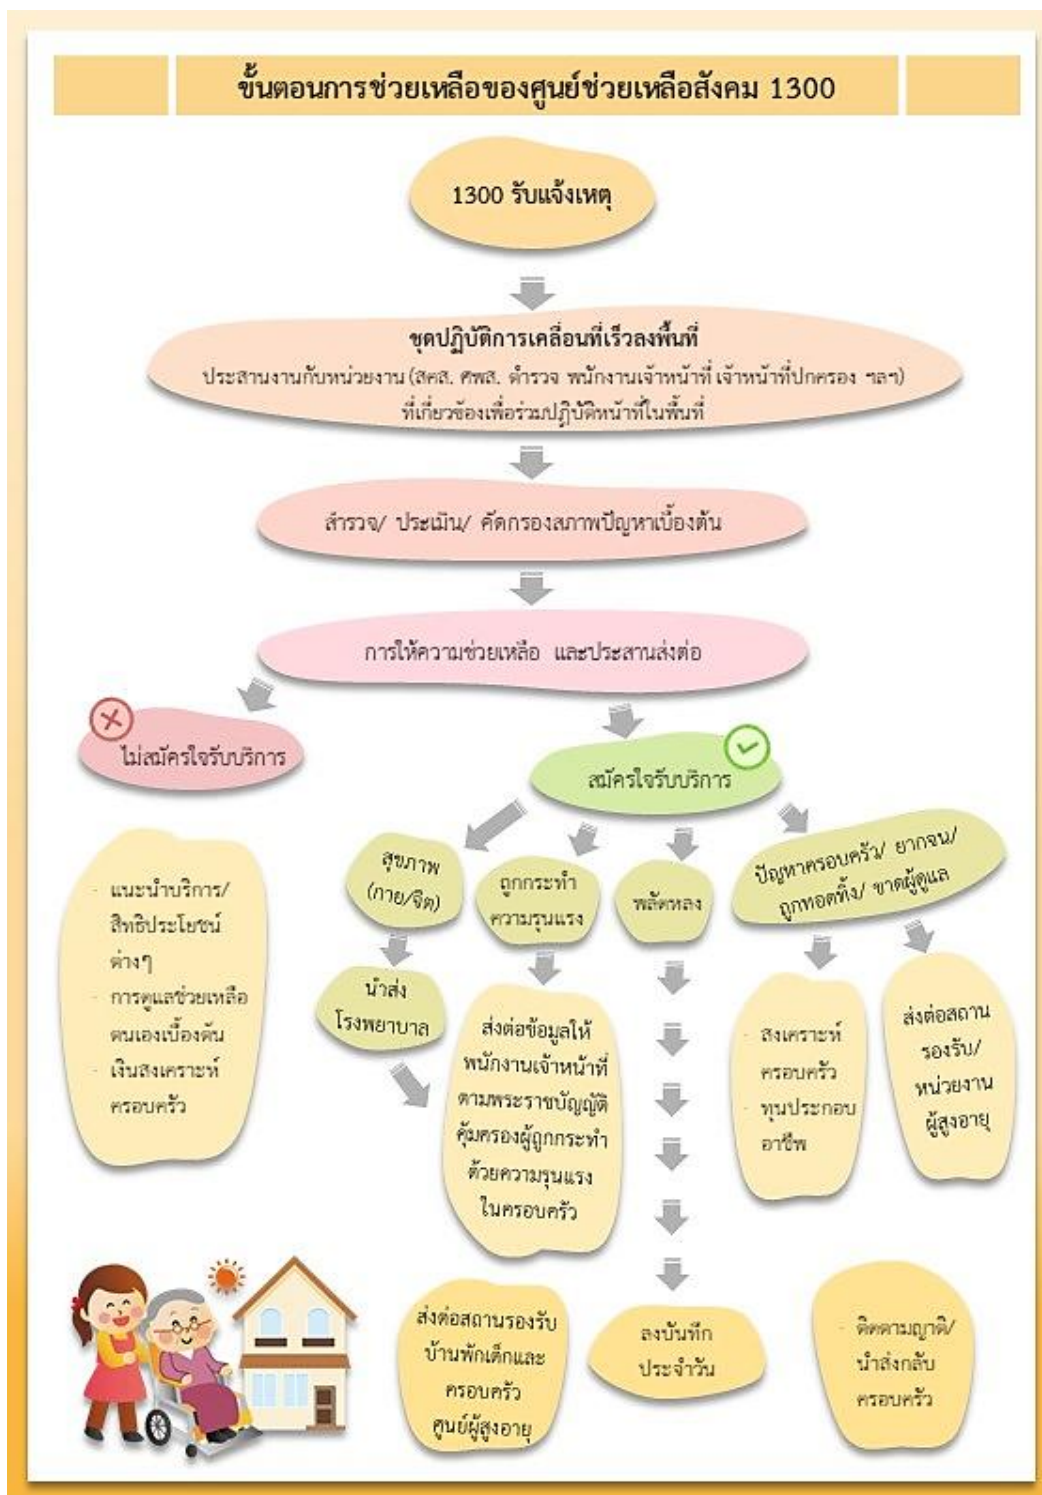 ขั้นตอนการช่วยเหลือของศูนย์ช่วยเหลือสังคม 1300
1300 รับแจ้งเหตุ
ชุดปฏิบัติการเคลื่อนที่เร็วลงพื้นที่
ประสานงานกับหน่วยงาน (สคส. ศพส. ตำรวจ พนักงานเจ้าหน้าที่ เจ้าหน้าที่ปกครอง ฯลฯ)
ที่เกี่ยวข้องเพื่อร่วมปฏิบัติหน้าที่ในพื้นที่
สำรวจ/ ประเมิน/ คัดกรองสภาพปัญหาเบื้องต้น
การให้ความช่วยเหลือ และประสานส่งต่อ
ไม่สมัครใจรับบริการ
สมัครใจรับบริการ
- แนะนำบริการ/
สิทธิประโยชน์
ต่างๆ
- การดูแลช่วยเหลือ
ตนเองเบื้องต้น
- เงินสงเคราะห์
ครอบครัว
สุขภาพ
(กาย/จิต)
นำส่ง
โรงพยาบาล
ถูกกระทำ
ความรุนแรง
ส่งต่อข้อมูลให้
พนักงานเจ้าหน้าที่
ตามพระราชบัญญัติ
คุ้มครองผู้ถูกกระทำ
ด้วยความรุนแรง
ในครอบครัว
พลัดหลง
ปัญหาครอบครัว/ ยากจน/
ถูกทอดทิ้ง/ ขาดผู้ดูแล
- สงเคราะห์
ครอบครัว
- ทุนประกอบ
อาชีพ
ส่งต่อสถาน
รองรับ/
หน่วยงาน
ผู้สูงอายุ
ส่งต่อสถานรองรับ
บ้านพักเด็กและ
ครอบครัว
ศูนย์ผู้สูงอายุ
ลงบันทึก
ประจำวัน
- ติดตามญาติ/
นำส่งกลับ
ครอบครัว